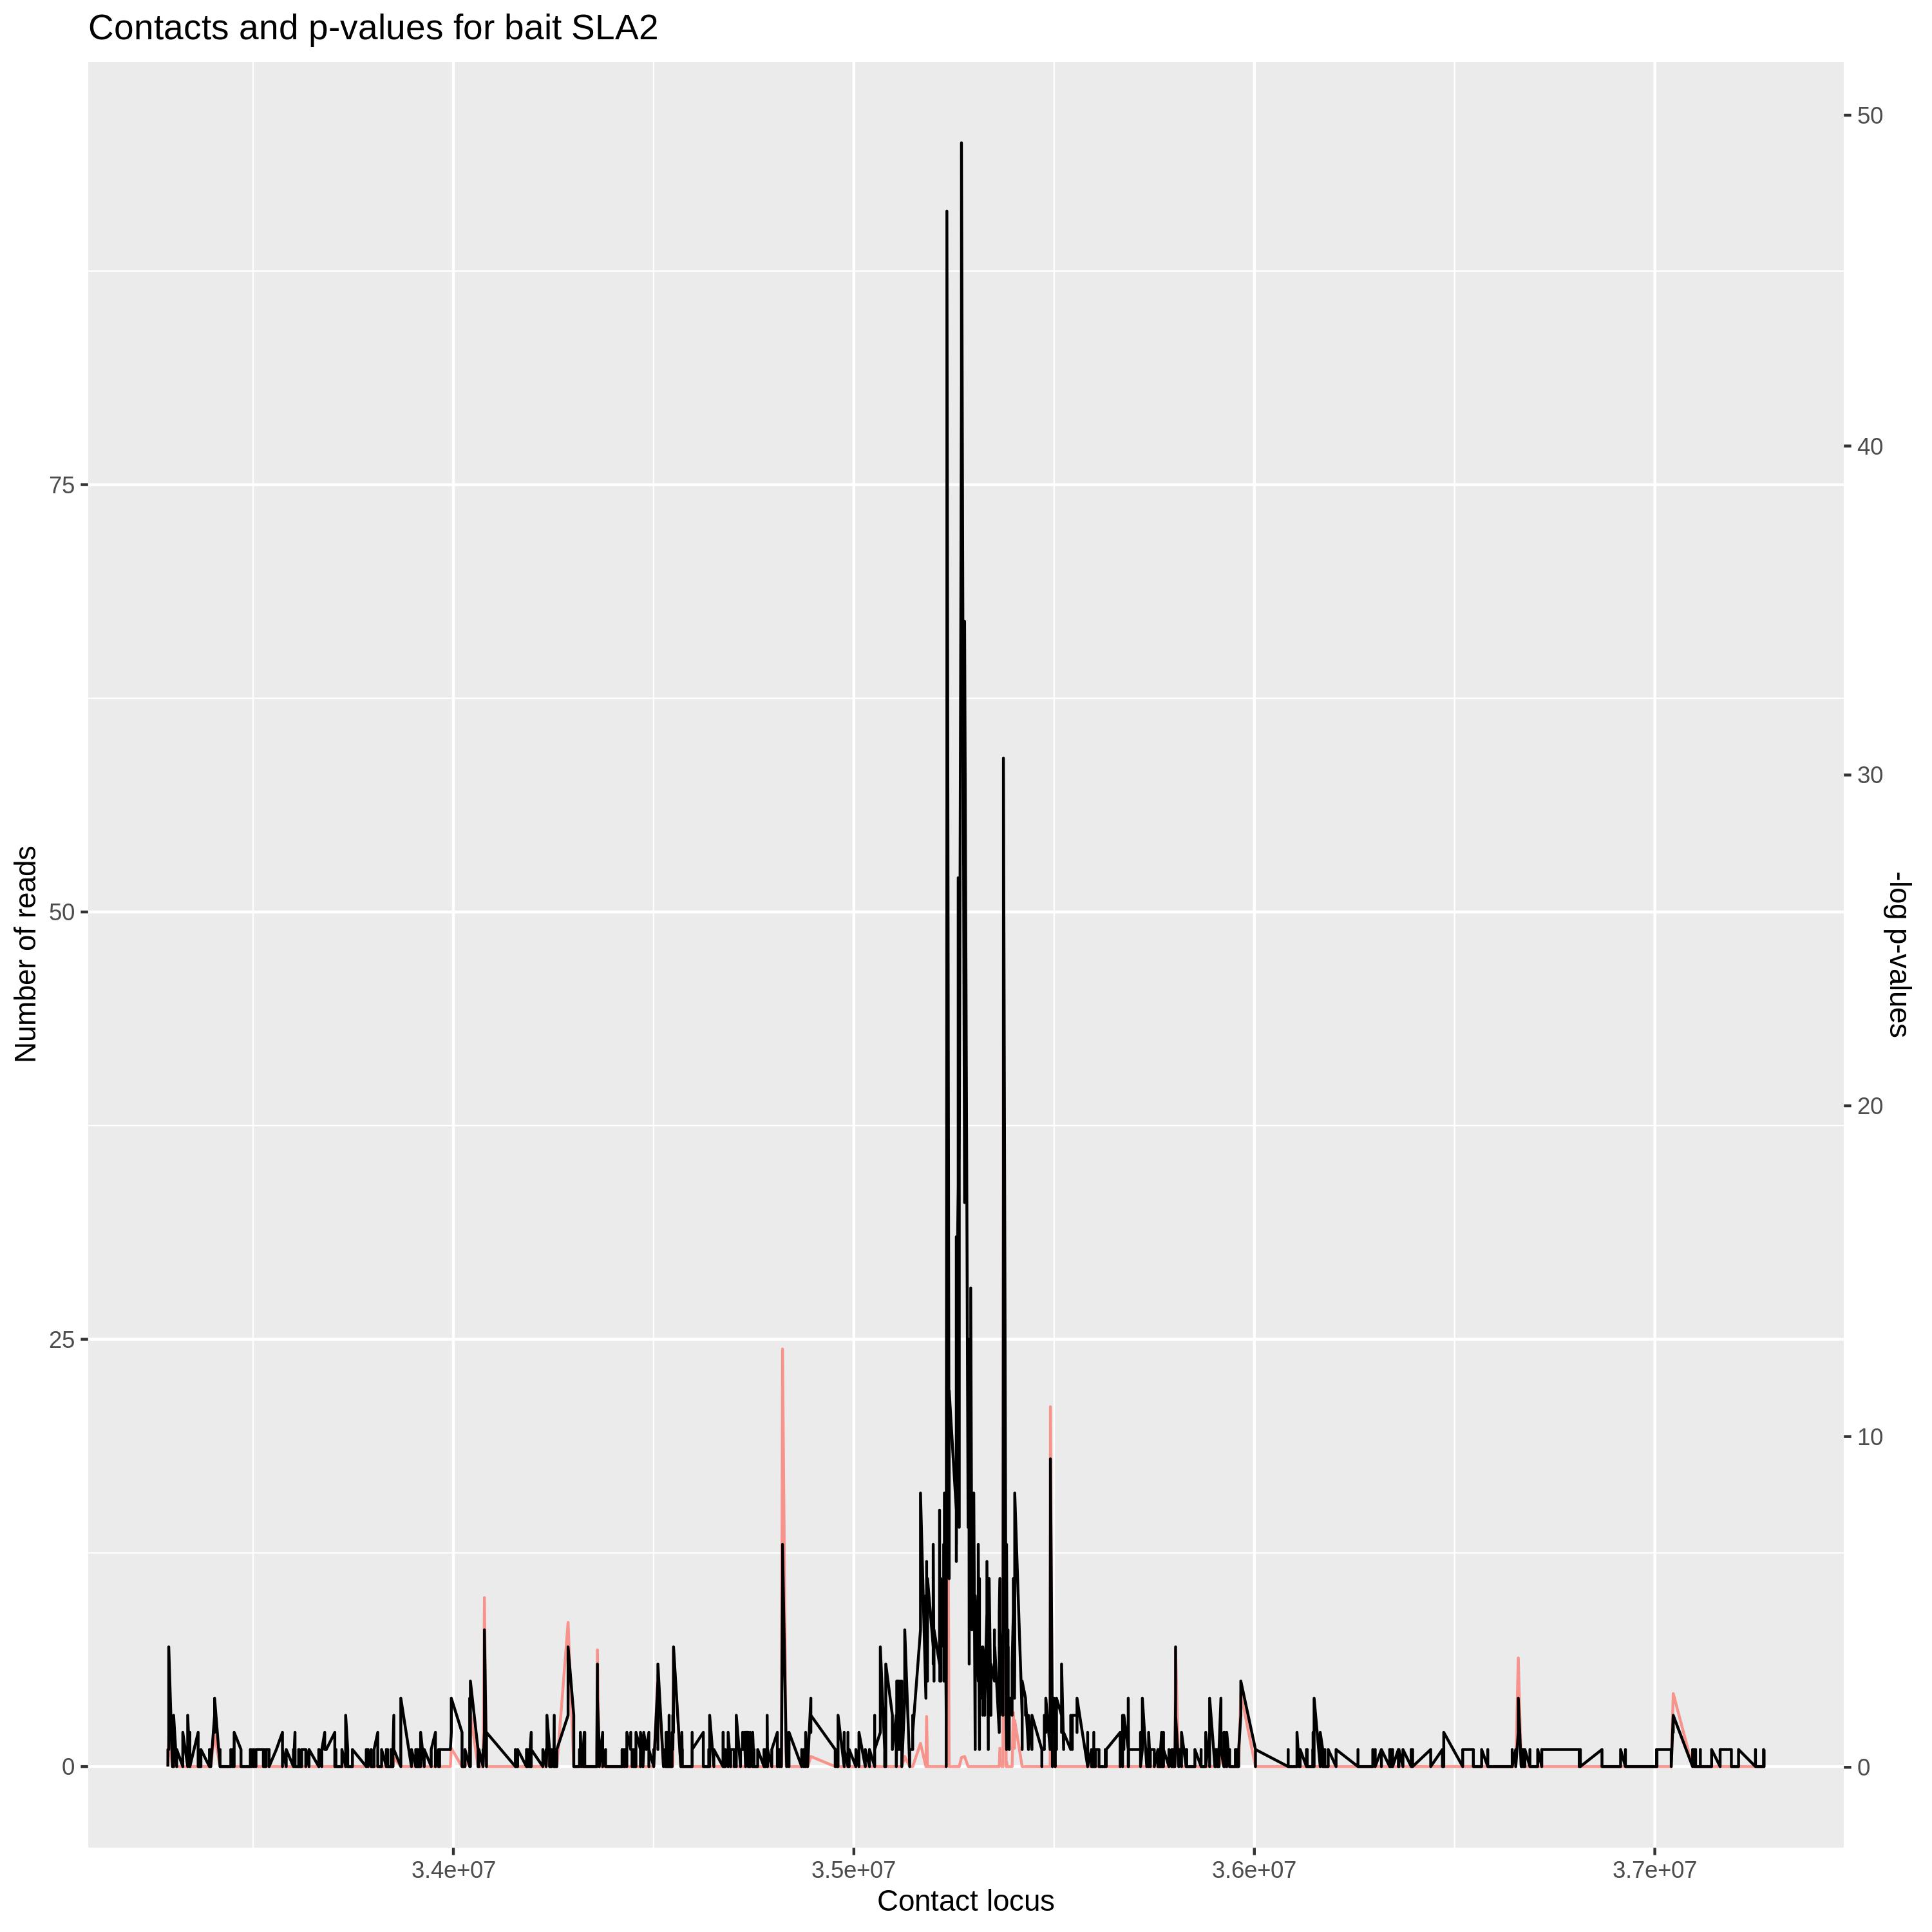 Contacts and p-values for bait SLA2
Number of reads
75
50
25
0
50
40
30
20
10
0
-log p-values
3.4e+07
3.5e+07
3.6e+07
3.7e+07
Contact locus